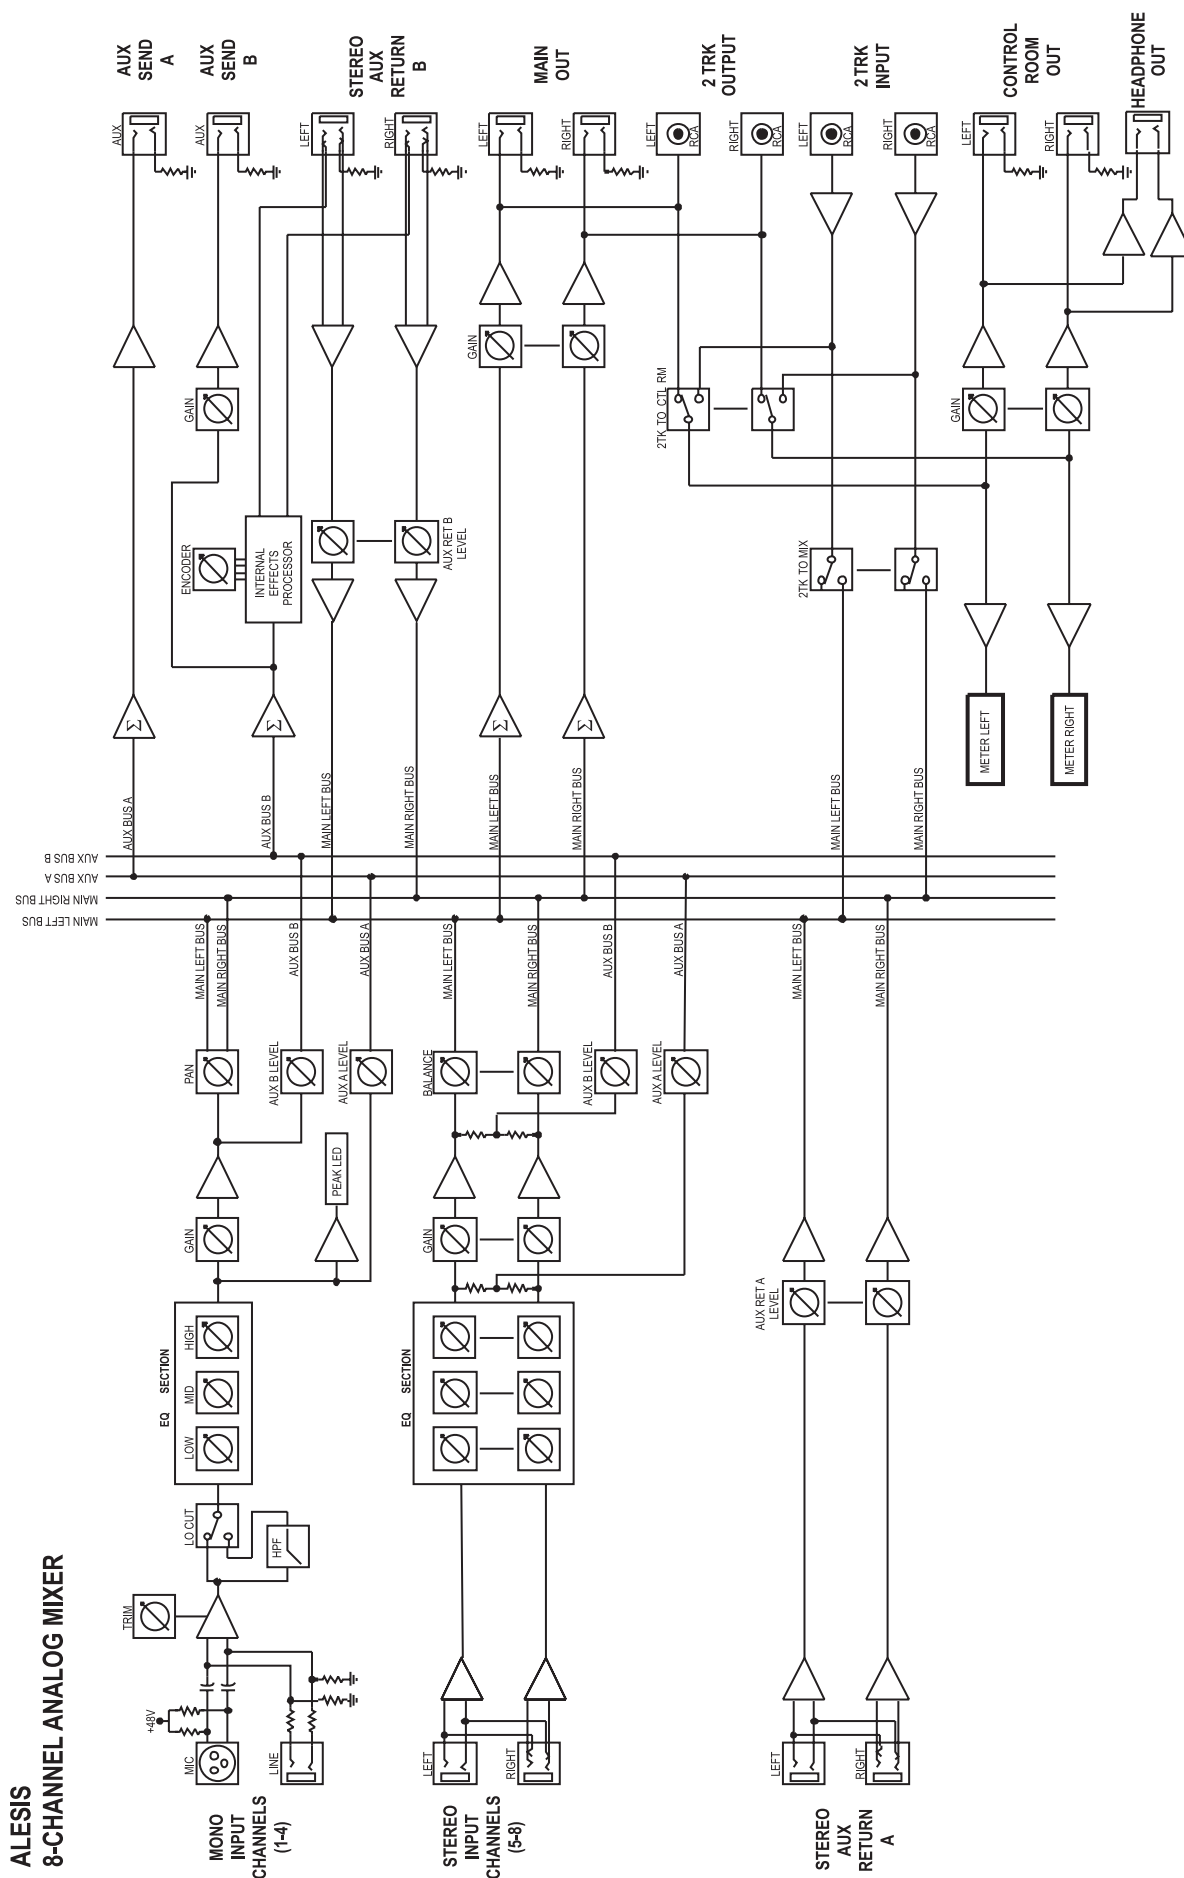 ALESIS
8-CHANNEL ANALOG MIXER
MONO
INPUT
CHANNELS
(1-4)
MIC
LINE
+48V
TRIM
LO CUT
HPF
EQ SECTION
LOW
MID
HIGH
GAIN
PEAK LED
PAN
AUX B LEVEL
AUX A LEVEL
MAIN LEFT BUS
MAIN RIGHT BUS
AUX BUS B
AUX BUS A
STEREO
INPUT
CHANNELS
(5-8)
LEFT
RIGHT
EQ SECTION
GAIN
BALANCE
AUX B LEVEL
AUX A LEVEL
MAIN LEFT BUS
MAIN RIGHT BUS
AUX BUS B
AUX BUS A
STEREO
AUX
RETURN
A
LEFT
RIGHT
AUX RET A
LEVEL
MAIN LEFT BUS
MAIN RIGHT BUS
MAIN LEFT BUS
MAIN RIGHT BUS
AUX BUS A
AUX BUS B
AUX BUS A
Σ
AUX
AUX
SEND
A
AUX BUS B
Σ
ENCODER
INTERNAL
EFFECTS
PROCESSOR
GAIN
AUX
AUX
SEND
B
MAIN LEFT BUS
MAIN RIGHT BUS
AUX RET B
LEVEL
LEFT
RIGHT
STEREO
AUX
RETURN
B
MAIN LEFT BUS
MAIN RIGHT BUS
Σ
Σ
GAIN
LEFT
RIGHT
MAIN
OUT
2TK TO CTL RM
LEFT
RCA
RIGHT
RCA
2 TRK
OUTPUT
MAIN LEFT BUS
MAIN RIGHT BUS
2TK TO MIX
LEFT
RCA
RIGHT
RCA
2 TRK
INPUT
METER LEFT
METER RIGHT
GAIN
LEFT
RIGHT
CONTROL
ROOM
OUT
HEADPHONE
OUT